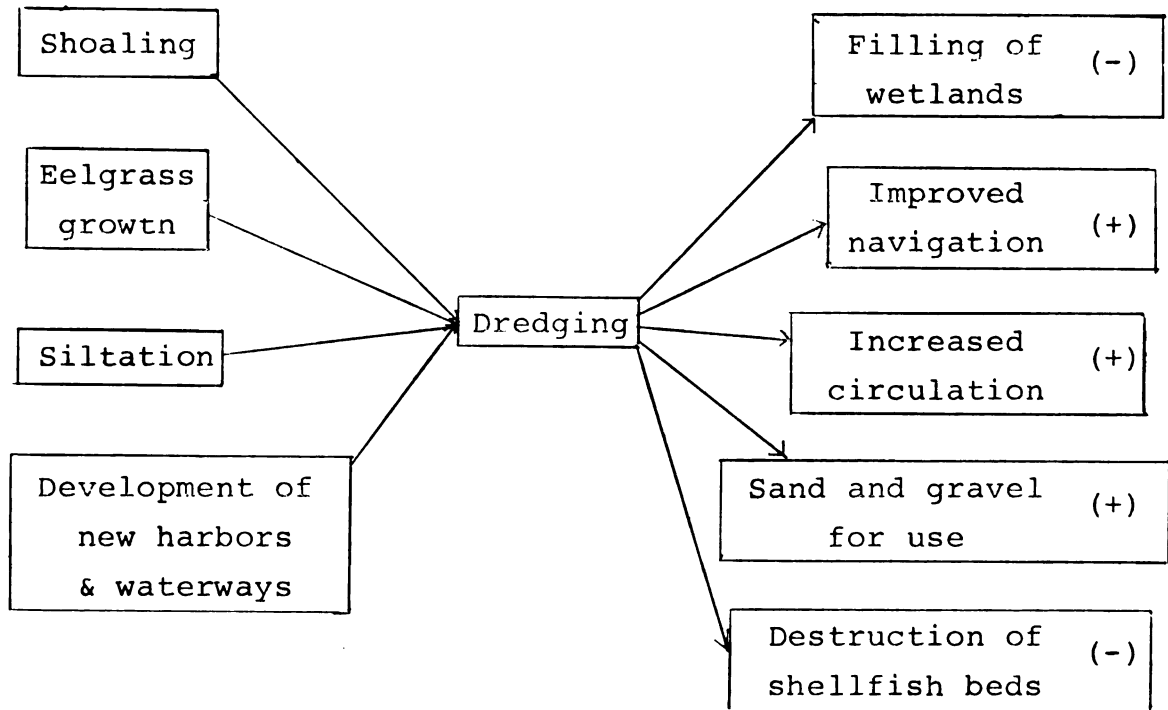 Shoaling
Eelgrass
growtn
Siltation
Development of
new harbors
& waterways
Dredging
Filling of (-)
wetlands
Improved
navigation (+)
Increased (+)
circulation
Sand and gravel (+)
for use
Destruction of (-)
shellfish beds